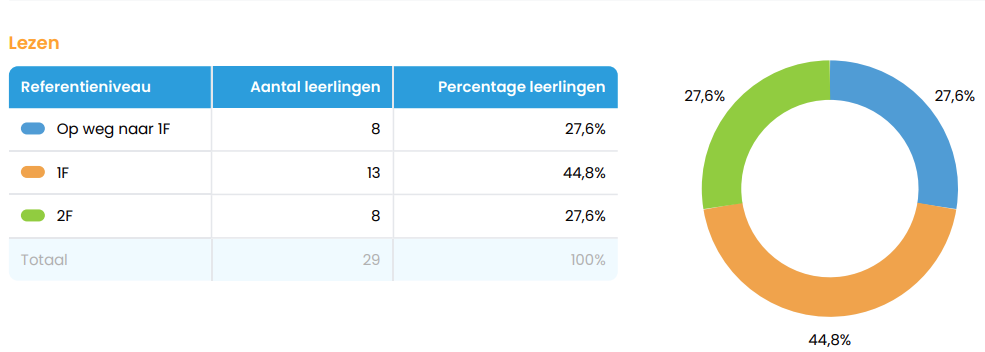 Lezen
Referentieniveau Aantal leerlingen Percentage leerlingen
Op weg naar 1F 8 27,6%
1F 13 44,8%
2F 8 27,6%
Totaal 29 100%
27,6% 27,6%
44,8%